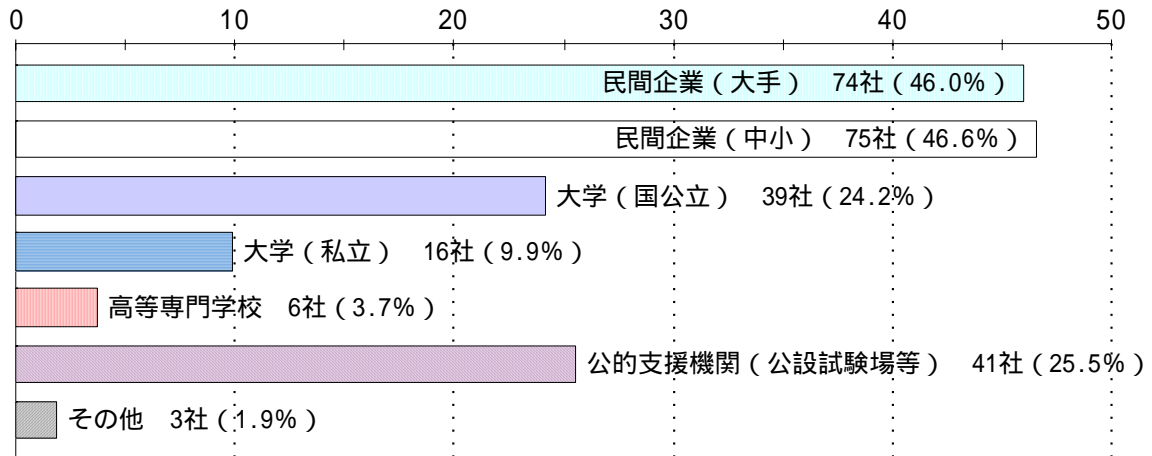 0 10 20 30 40 50
民間企業（大手） 74社（46.0％）
民間企業（中小） 75社（46.6％）
大学（国公立） 39社（24.2％）
大学（私立） 16社（9.9％）
高等専門学校 6社（3.7％）
公的支援機関（公設試験場等） 41社（25.5％）
その他 3社（1.9％）